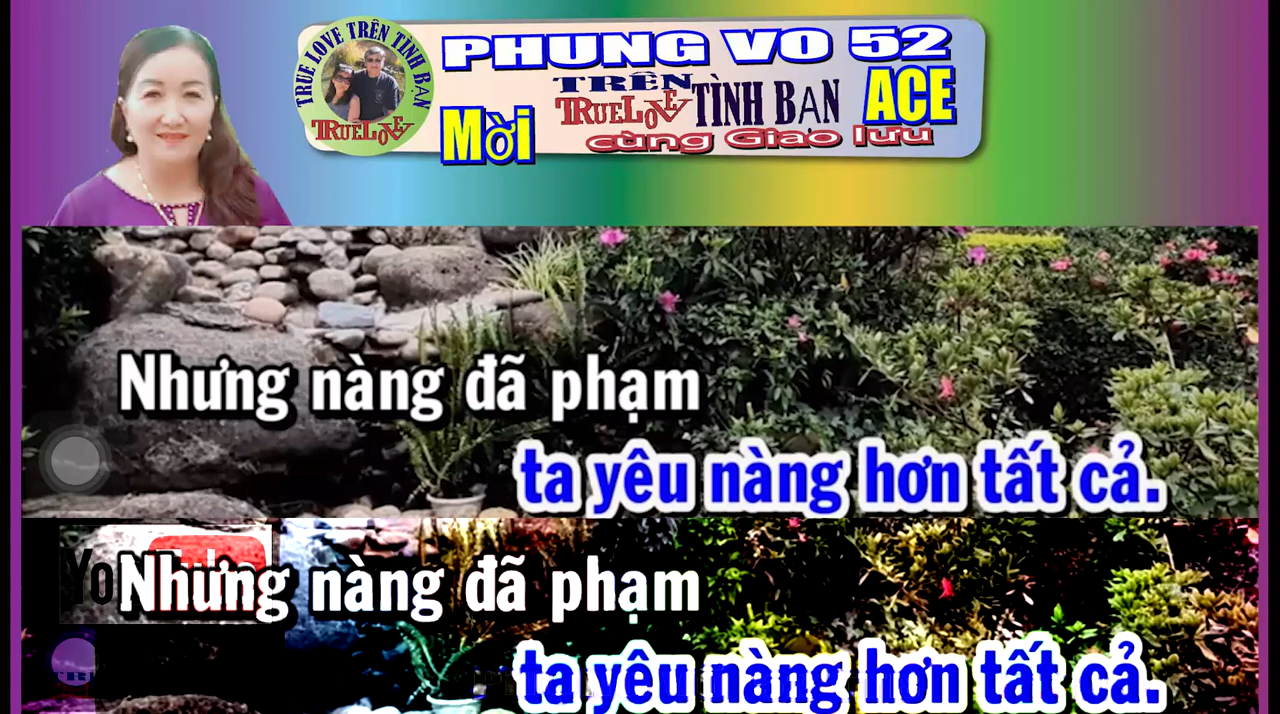 TRUE LOVE TRÊN TÌNH BẠN
TRUELOVE
PHUNG VO 52
TRÊN
TRUELOVE TÌNH BẠN ACE
Mời
cùng Giao lưu
Nhưng nàng đã phạm
ta yêu nàng hơn tất cả.
Nhưng nàng đã phạm
ta yêu nàng hơn tất cả.